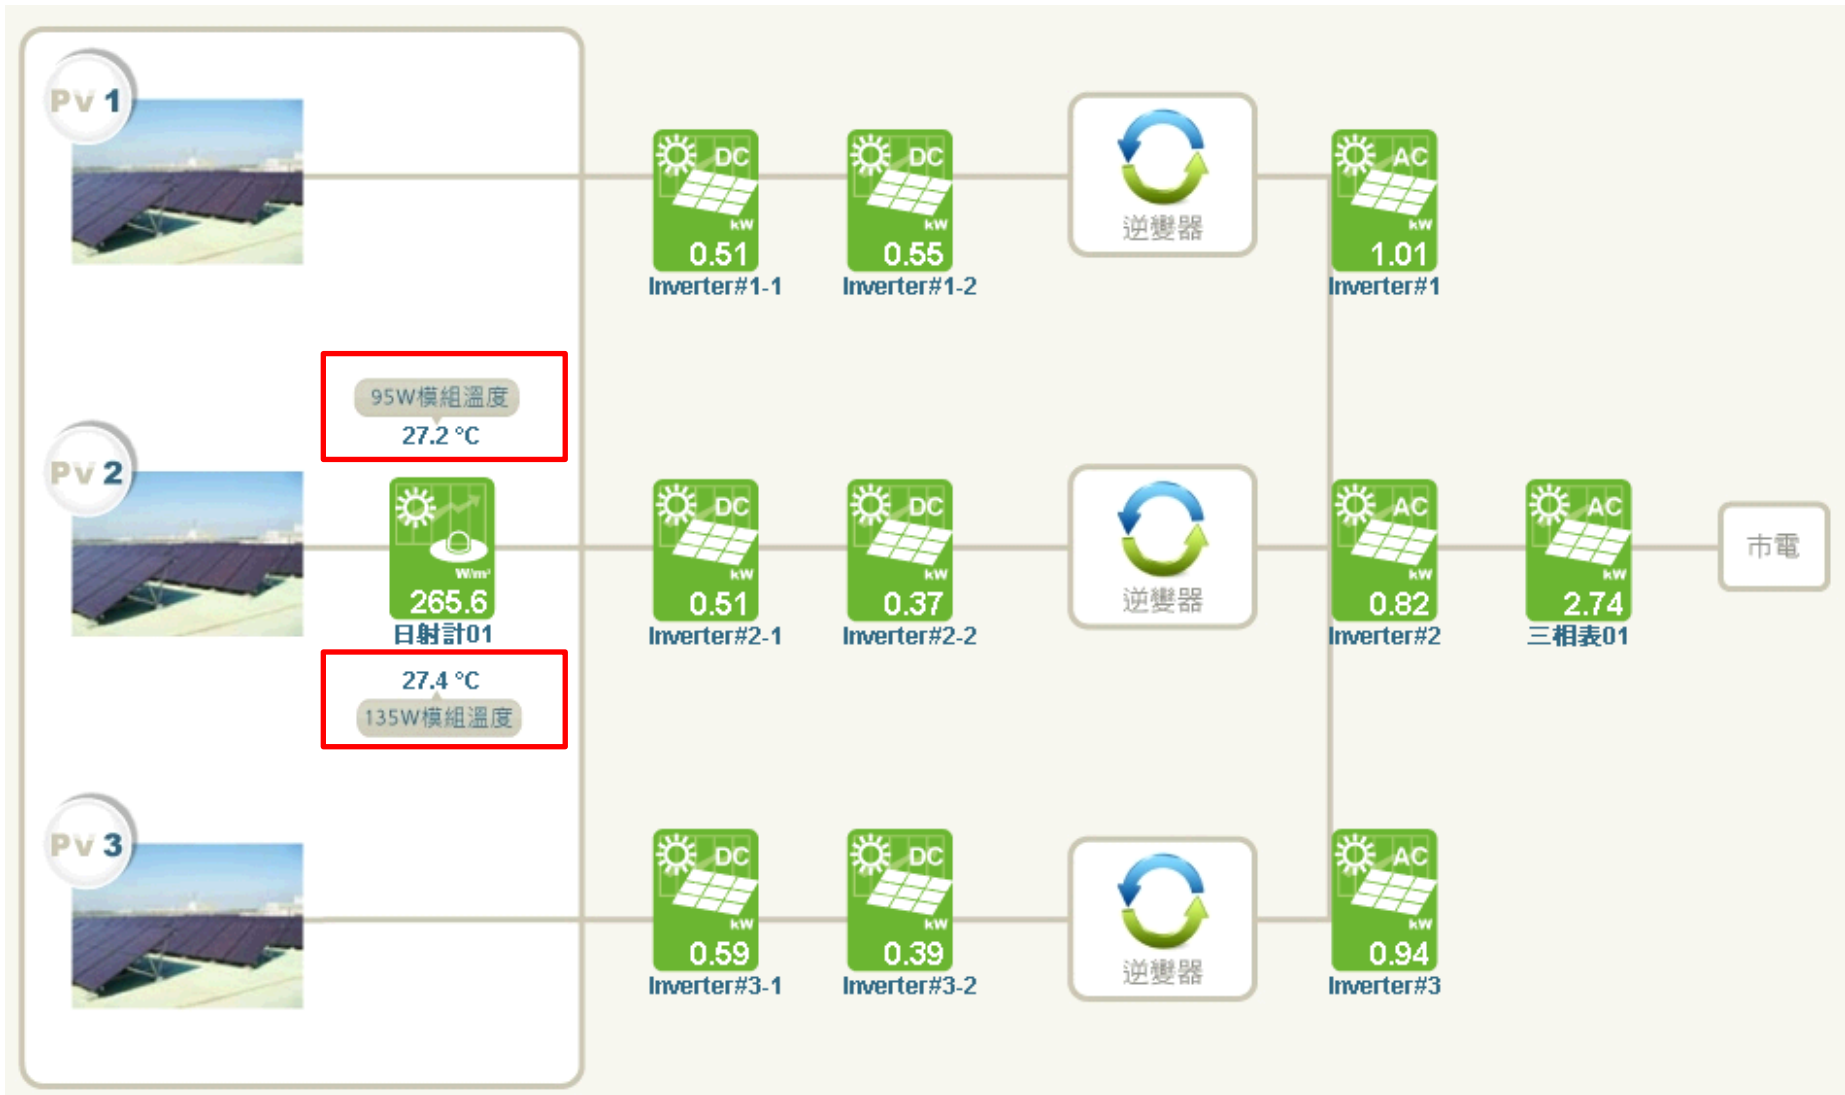 PV 1
DC
kW
0.51
Inverter#1-1
DC
kW
0.55
Inverter#1-2
逆變器
AC
kW
1.01
Inverter#1
95W模組溫度
27.2 °C
PV 2
W/m²
265.6
日射計01
27.4 °C
135W模組溫度
DC
kW
0.51
Inverter#2-1
DC
kW
0.37
Inverter#2-2
逆變器
AC
kW
0.82
Inverter#2
AC
kW
2.74
三相表01
市電
PV 3
DC
kW
0.59
Inverter#3-1
DC
kW
0.39
Inverter#3-2
逆變器
AC
kW
0.94
Inverter#3